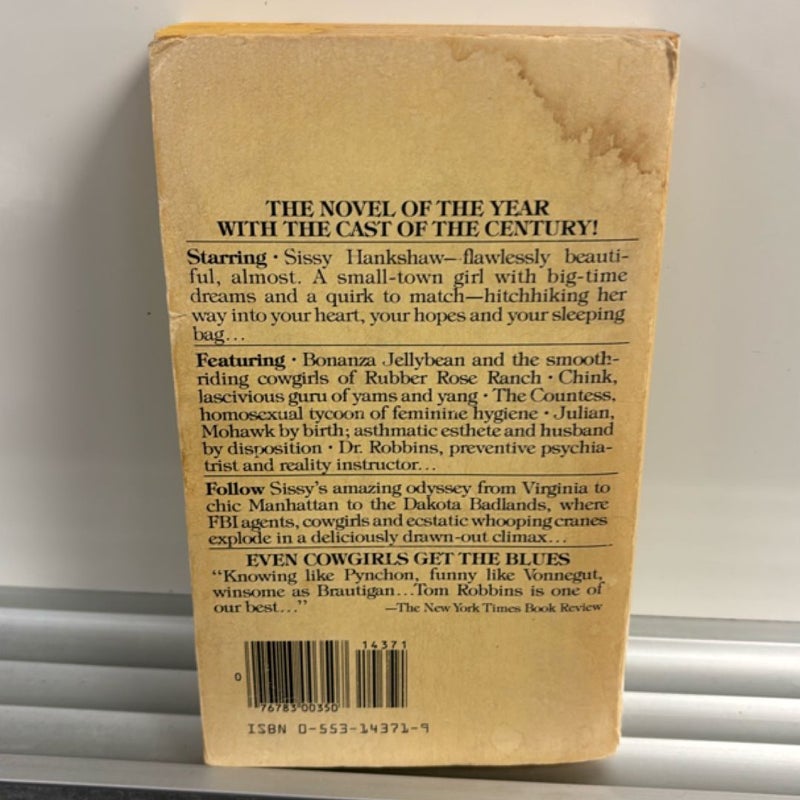 THE NOVEL OF THE YEAR
WITH THE CAST OF THE CENTURY!
Starring • Sissy Hankshaw—flawlessly beauti-
ful, almost. A small-town girl with big-time
dreams and a quirk to match—hitchhiking her
way into your heart, your hopes and your sleeping
bag...
Featuring • Bonanza Jellybean and the smooth-
riding cowgirls of Rubber Rose Ranch • Chink,
lascivious guru of yams and yang • The Countess,
homosexual tycoon of feminine hygiene • Julian,
Mohawk by birth; asthmatic esthete and husband
by disposition • Dr. Robbins, preventive psychia-
trist and reality instructor...
Follow Sissy's amazing odyssey from Virginia to
chic Manhattan to the Dakota Badlands, where
FBI agents, cowgirls and ecstatic whooping cranes
explode in a deliciously drawn-out climax...
EVEN COWGIRLS GET THE BLUES
"Knowing like Pynchon, funny like Vonnegut,
winsome as Brautigan...Tom Robbins is one of
our best..." —The New York Times Book Review
14371
0
76783 00350
ISBN 0-553-14371-9